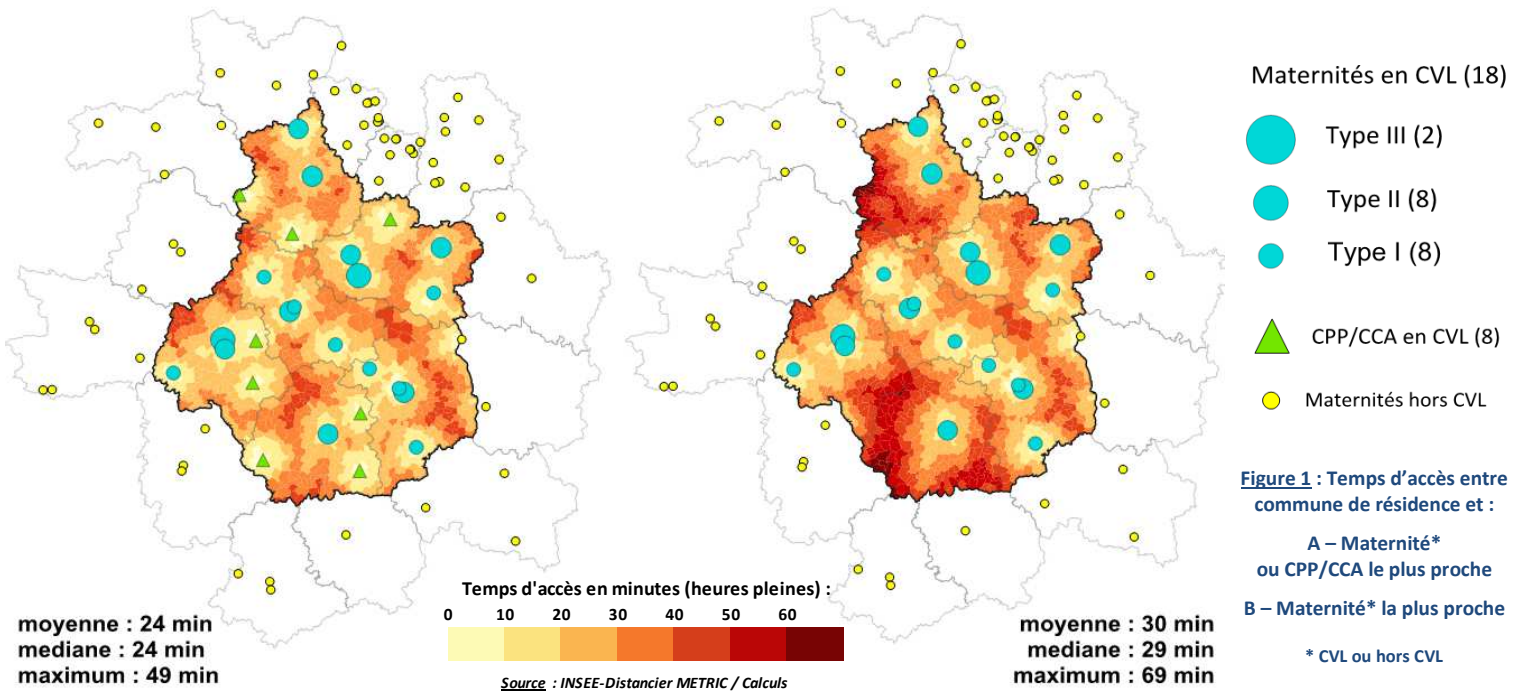 Maternités en CVL (18)
Type III (2)
Type II (8)
Type I (8)
CPP/CCA en CVL (8)
Maternités hors CVL
Figure 1 : Temps d'accès entre
commune de résidence et :
A – Maternité*
ou CPP/CCA le plus proche
B – Maternité* la plus proche
* CVL ou hors CVL
moyenne : 24 min
mediane : 24 min
maximum : 49 min
Temps d'accès en minutes (heures pleines) :
0 10 20 30 40 50 60
Source : INSEE-Distancier METRIC / Calculs
moyenne : 30 min
mediane : 29 min
maximum : 69 min